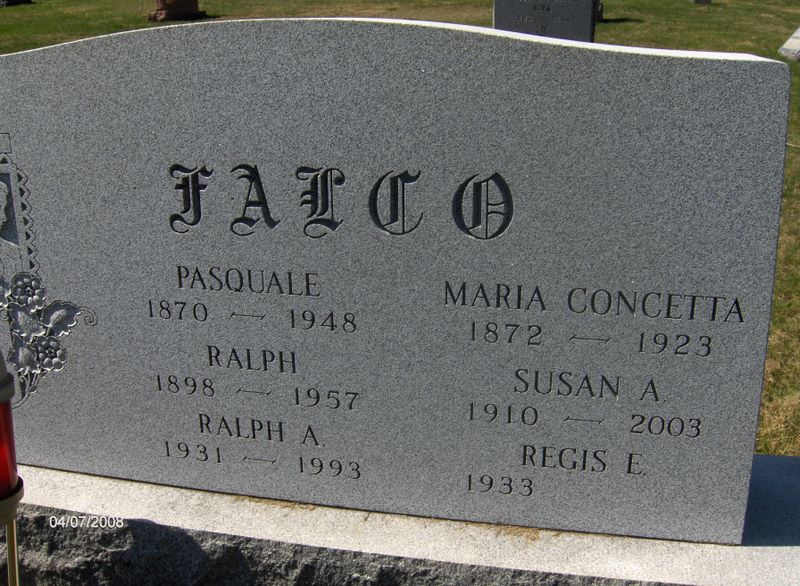 FALCO
PASQUALE
1870 — 1948
RALPH
1898 — 1957
RALPH A.
1931 — 1993
MARIA CONCETTA
1872 — 1923
SUSAN A.
1910 — 2003
REGIS E.
1933
04/07/2008